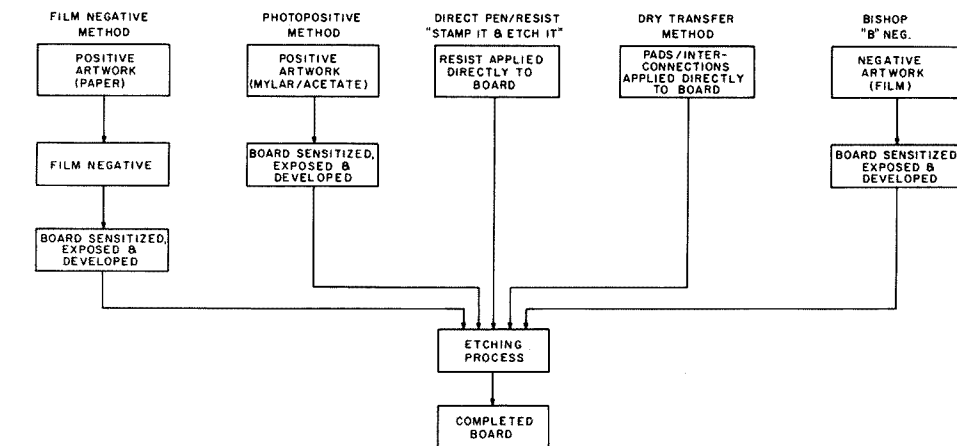 FILM NEGATIVE
METHOD
POSITIVE
ARTWORK
(PAPER)
FILM NEGATIVE
BOARD SENSITIZED,
EXPOSED &
DEVELOPED
PHOTOPOSITIVE
METHOD
POSITIVE
ARTWORK
(MYLAR/ACETATE)
BOARD SENSITIZED,
EXPOSED &
DEVELOPED
DIRECT PEN/RESIST
"STAMP IT & ETCH IT"
RESIST APPLIED
DIRECTLY TO
BOARD
DRY TRANSFER
METHOD
PADS/INTER-
CONNECTIONS
APPLIED DIRECTLY
TO BOARD
BISHOP
"B" NEG.
NEGATIVE
ARTWORK
(FILM)
BOARD SENSITIZED
EXPOSED &
DEVELOPED
ETCHING
PROCESS
COMPLETED
BOARD